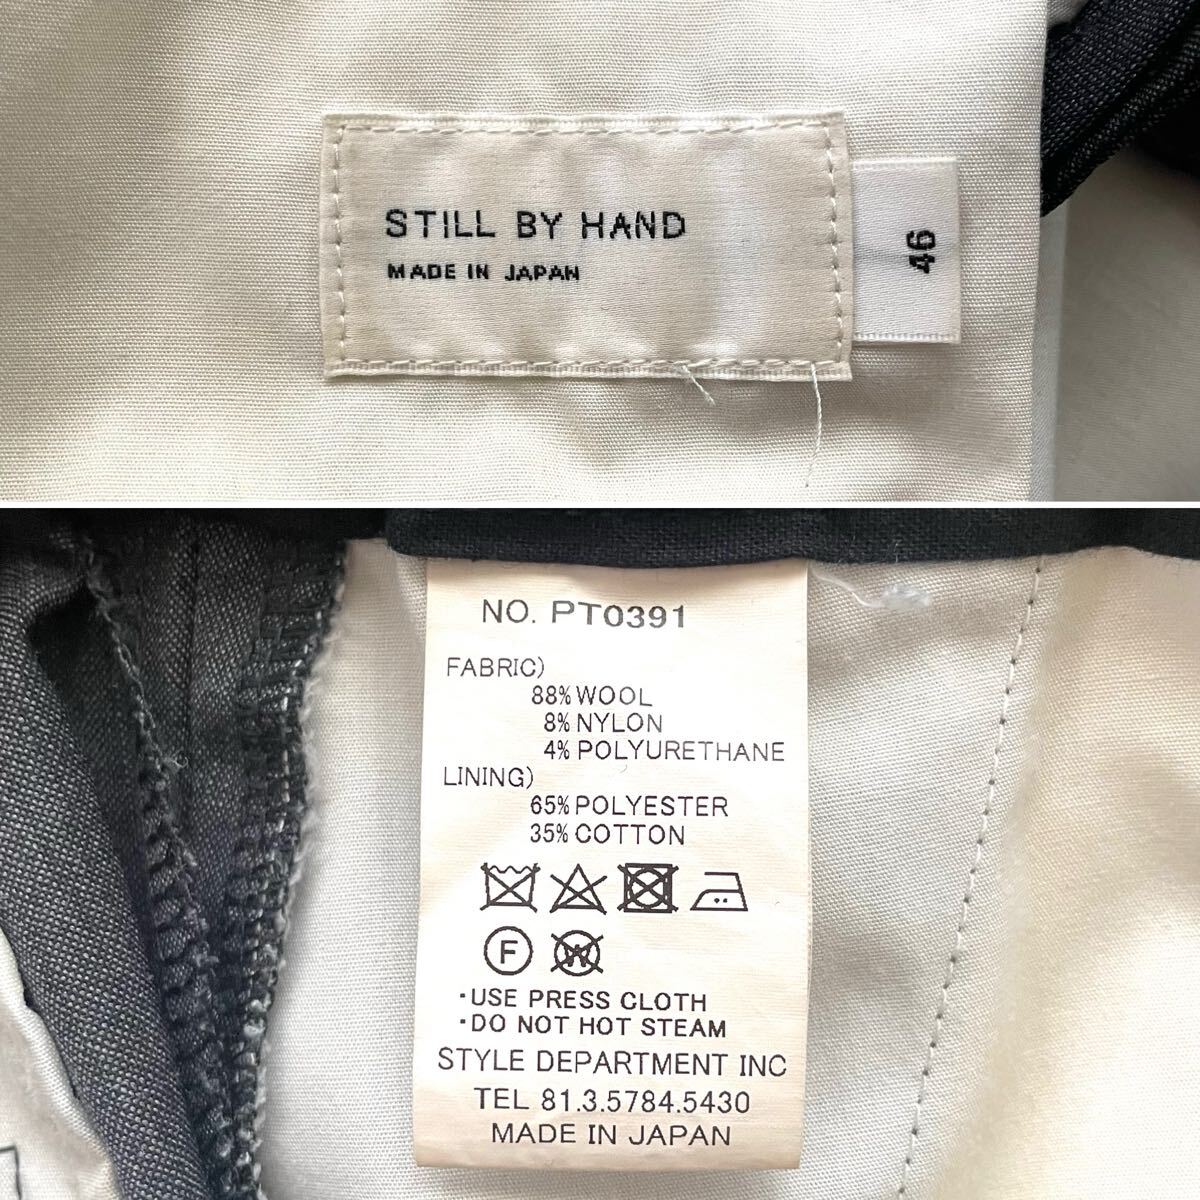 STILL BY HAND
MADE IN JAPAN
46
NO. PT0391
FABRIC)
88% WOOL
8% NYLON
4% POLYURETHANE
LINING)
65% POLYESTER
35% COTTON
F W
·USE PRESS CLOTH
·DO NOT HOT STEAM
STYLE DEPARTMENT INC
TEL 81.3.5784.5430
MADE IN JAPAN